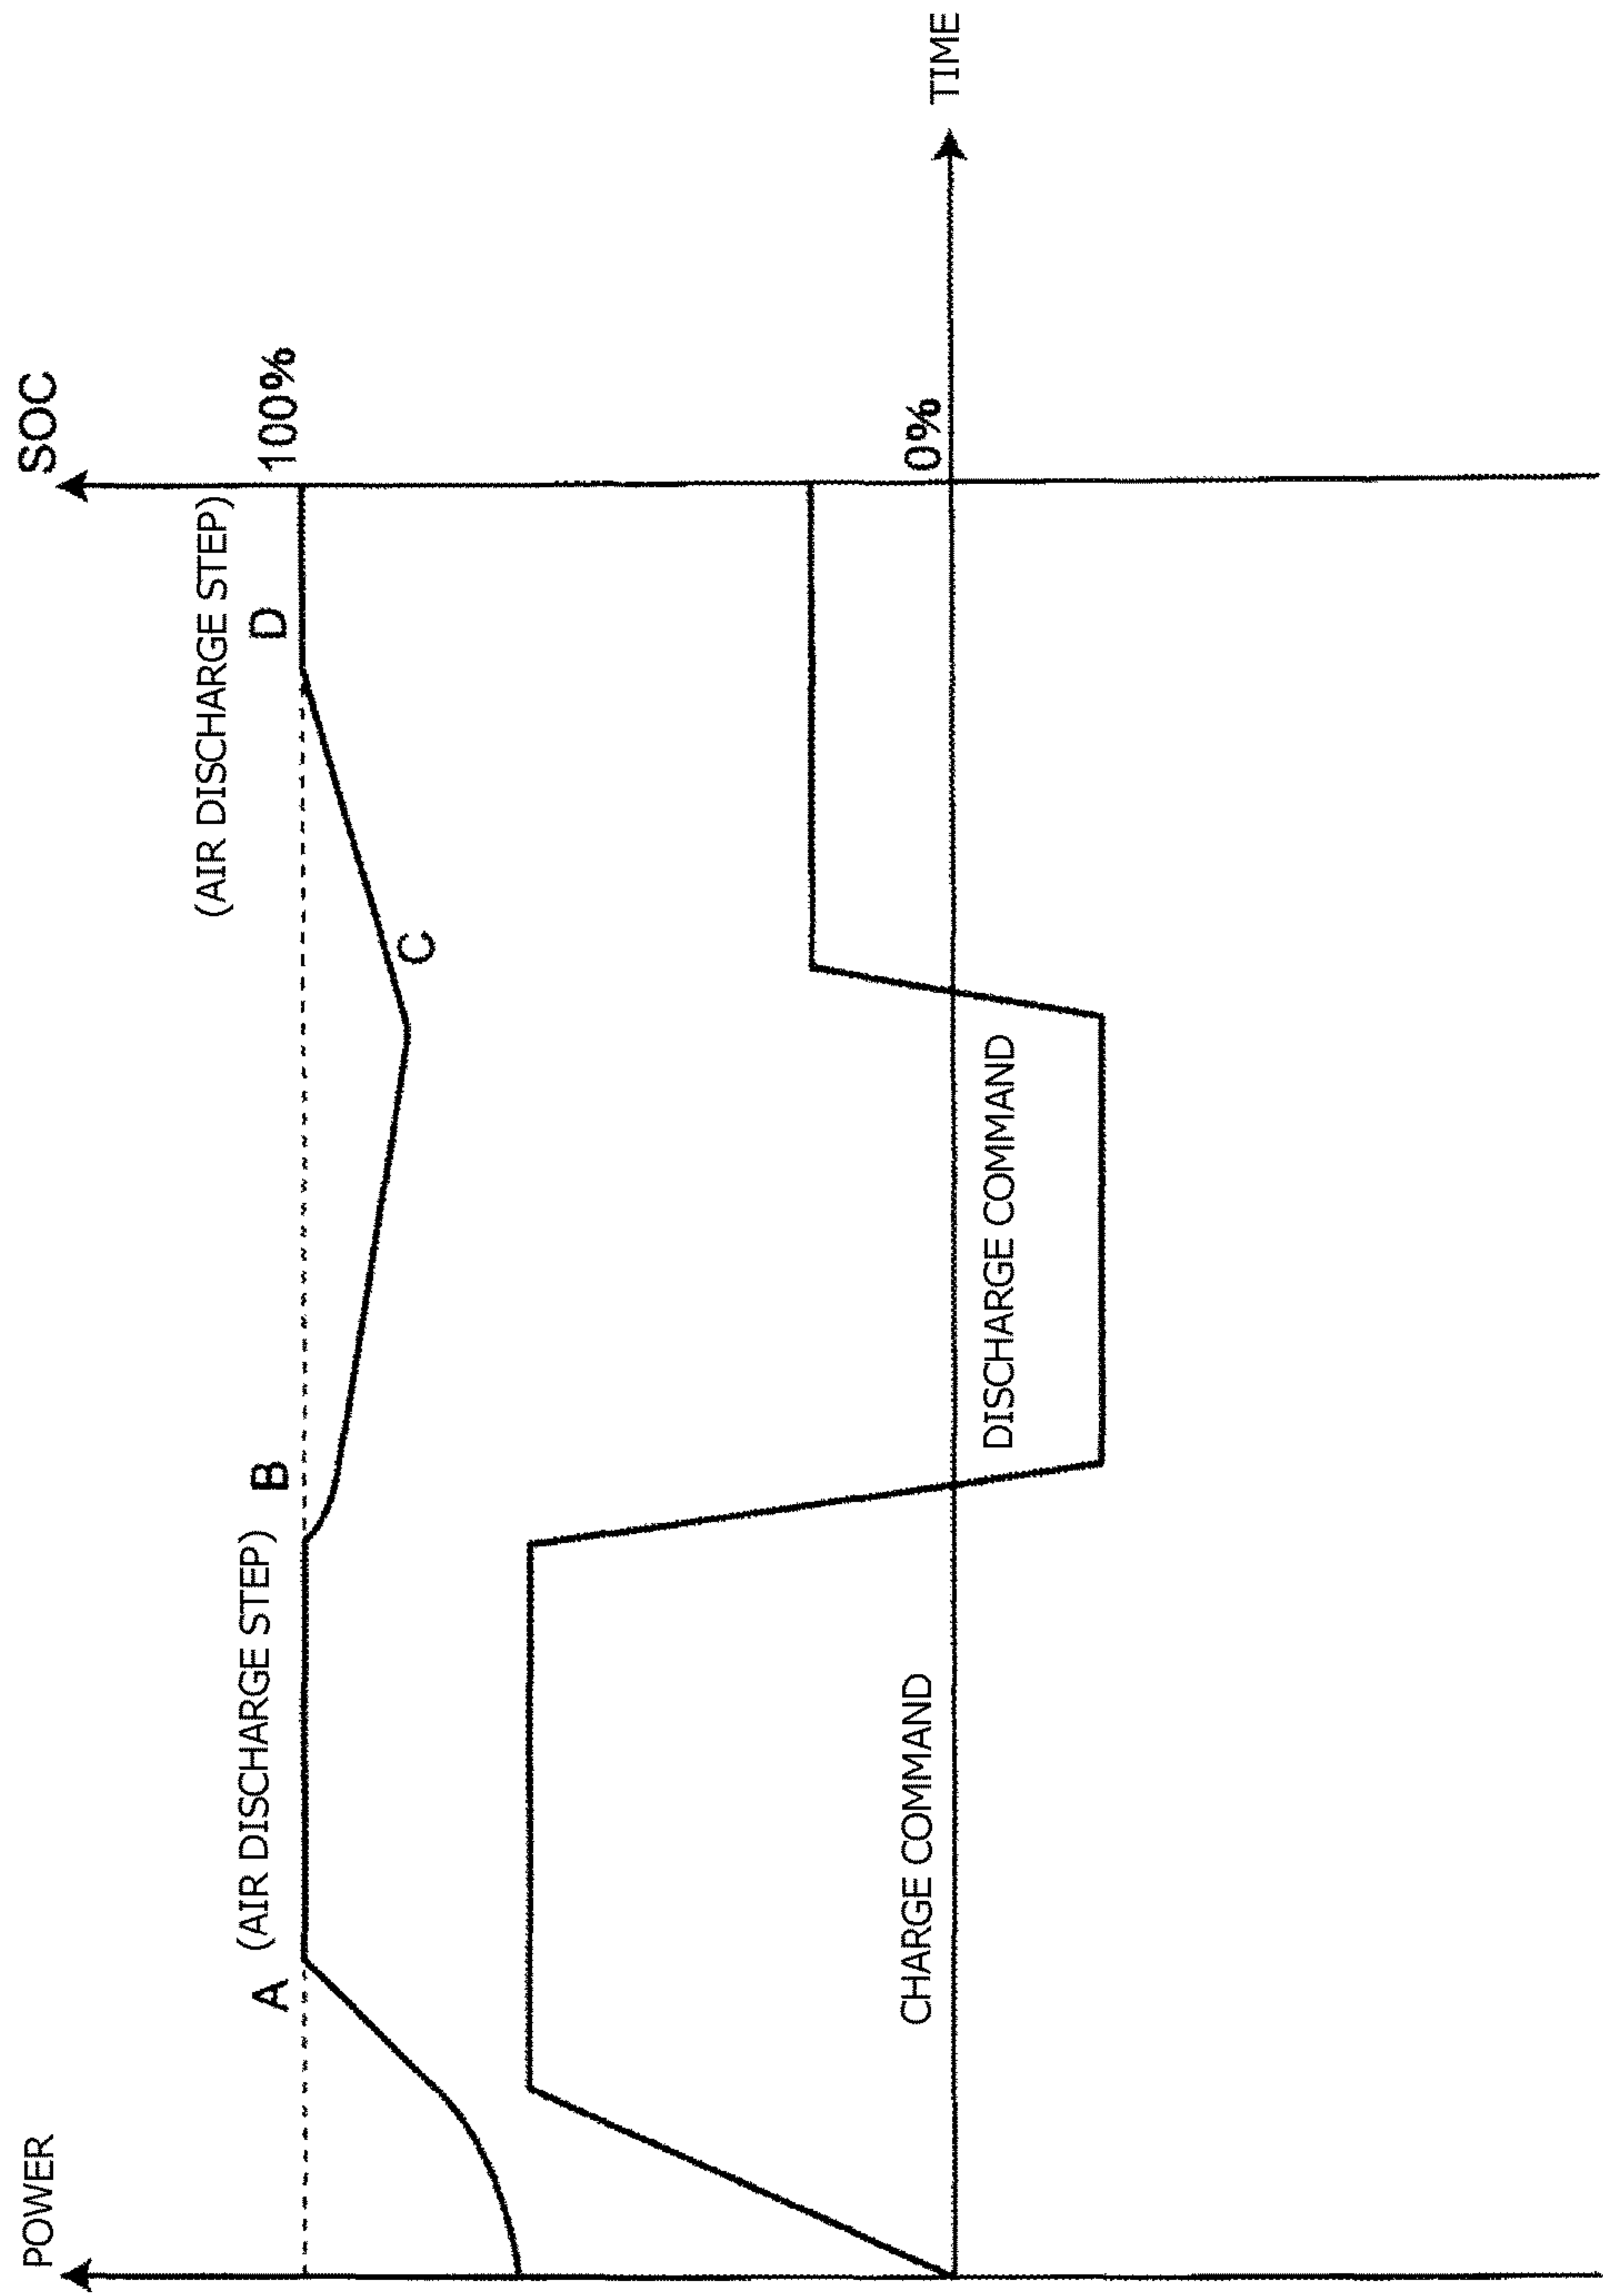 POWER
SOC
100%
(AIR DISCHARGE STEP)
(AIR DISCHARGE STEP)
A
B
D
C
CHARGE COMMAND
0%
TIME
DISCHARGE COMMAND